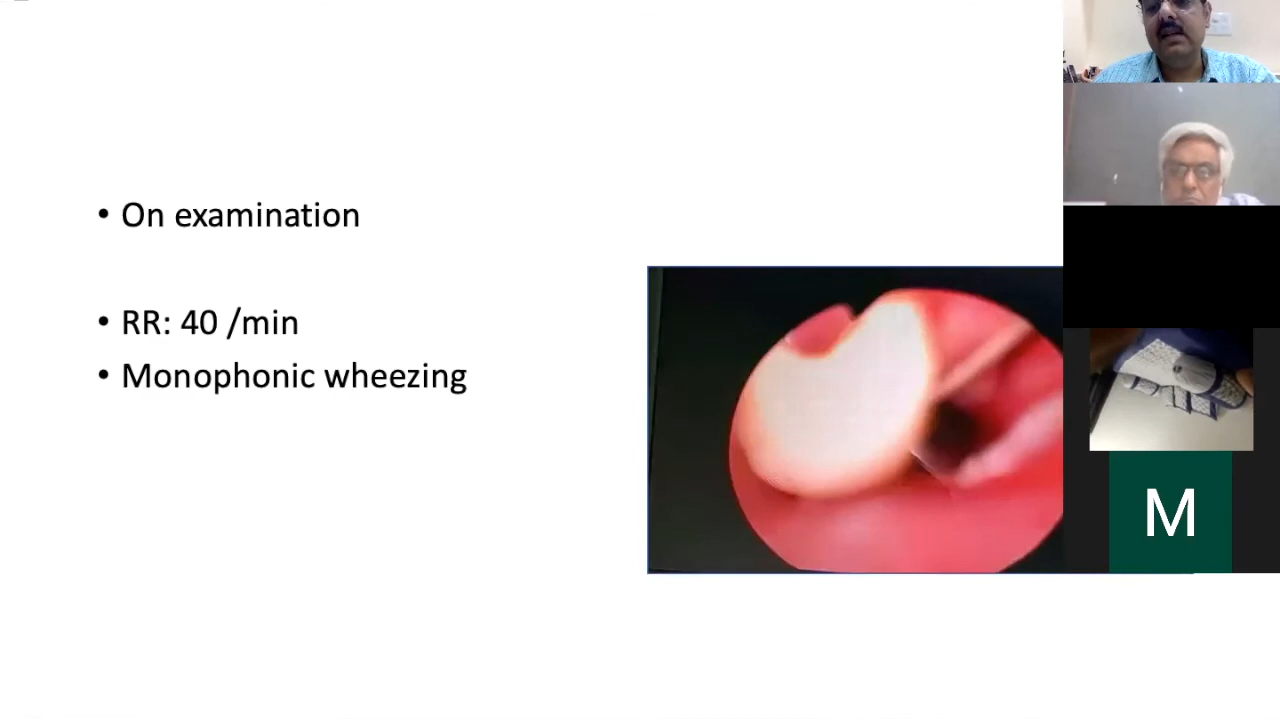 • On examination
• RR: 40 /min
• Monophonic wheezing
M